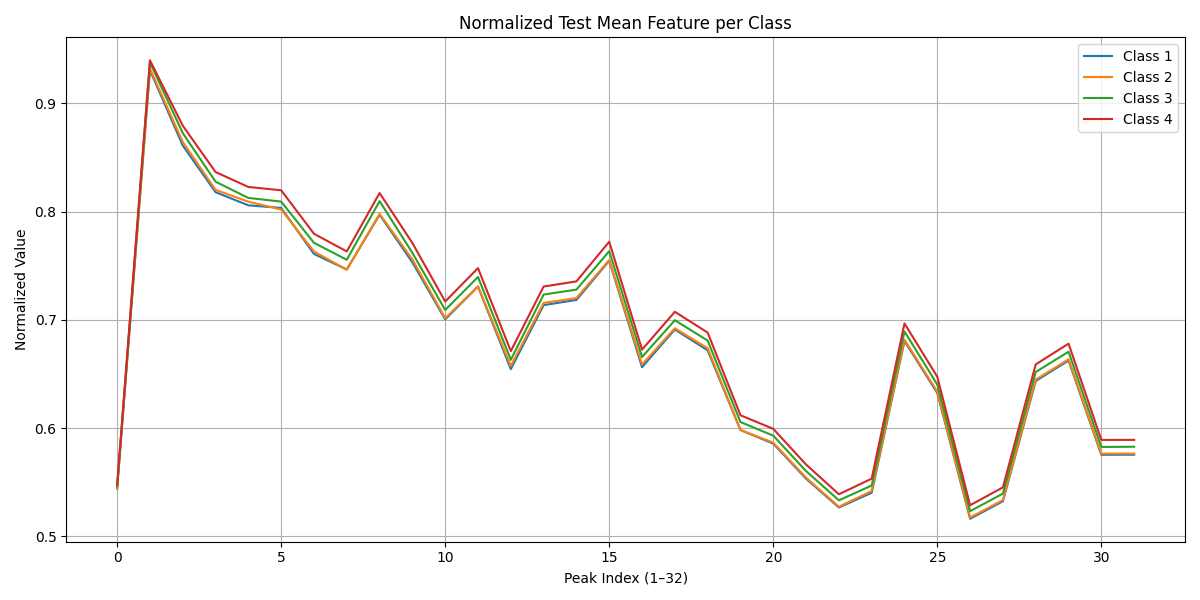 Normalized Test Mean Feature per Class
Normalized Value
0.9
0.8
0.7
0.6
0.5
Class 1
Class 2
Class 3
Class 4
0 5 10 15 20 25 30
Peak Index (1–32)